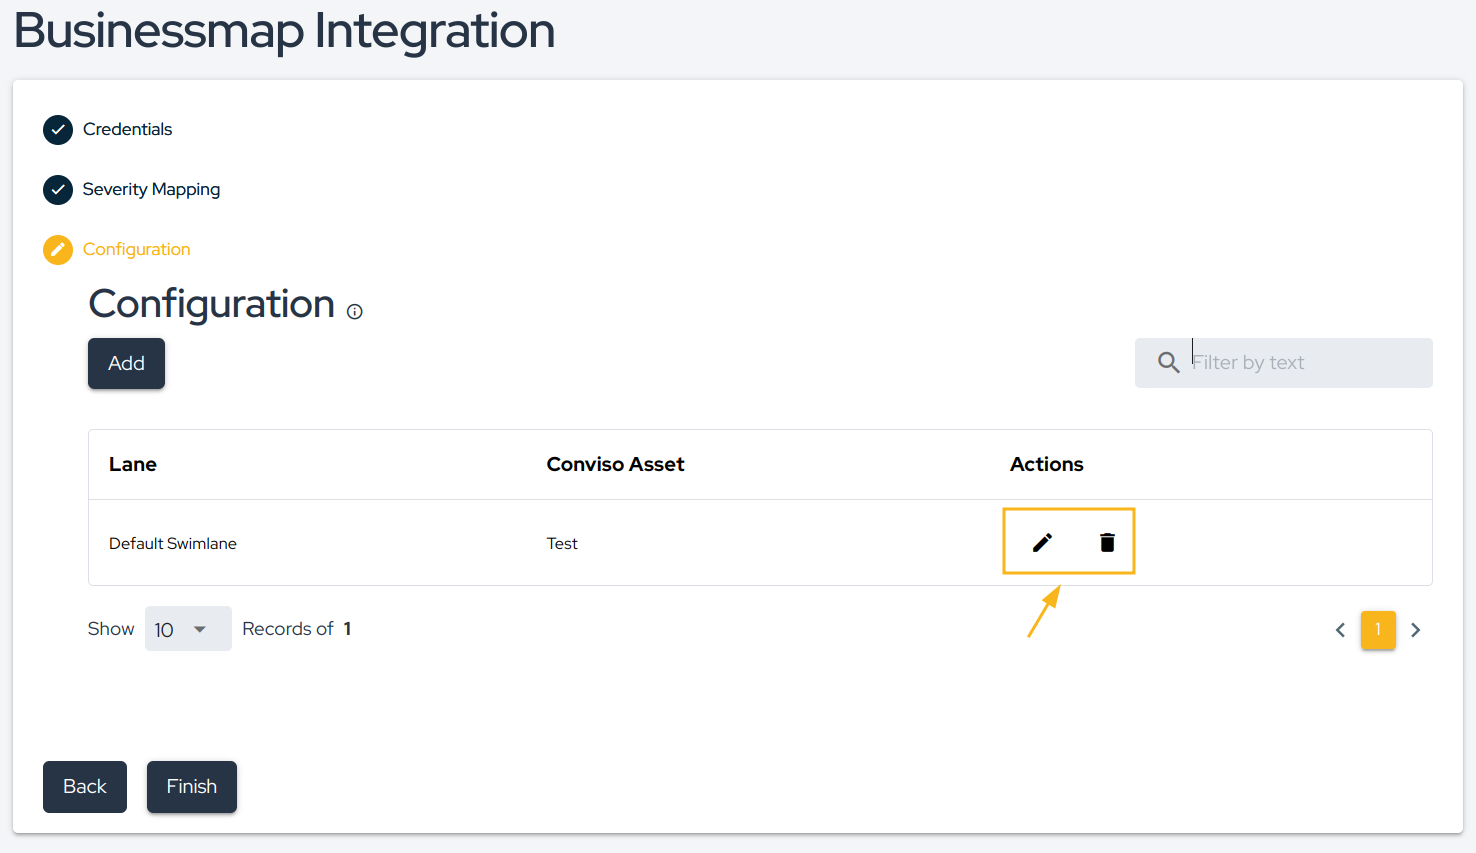 Businessmap Integration
Credentials
Severity Mapping
Configuration
Configuration
Add
Filter by text
Lane Conviso Asset Actions
Default Swimlane Test
Show 10 Records of 1
1
Back Finish